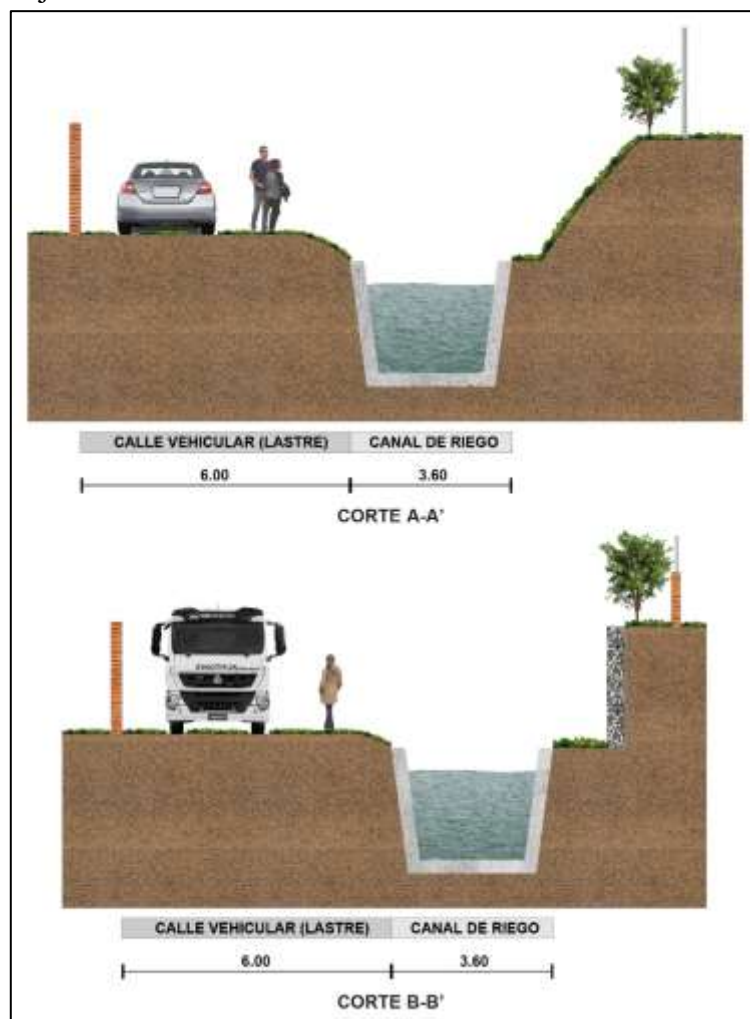 CALLE VEHICULAR (LASTRE) CANAL DE RIEGO
6.00 3.60
CORTE A-A'
CALLE VEHICULAR (LASTRE) CANAL DE RIEGO
6.00 3.60
CORTE B-B'